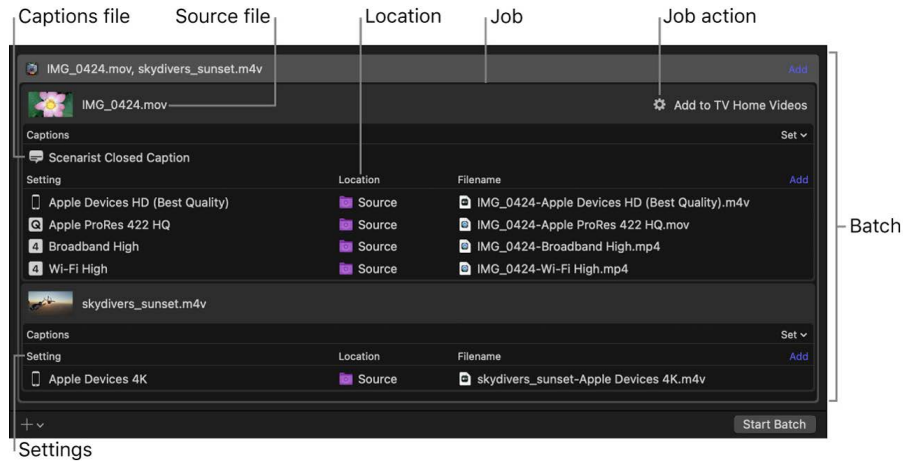 Captions file Source file Location Job Job action
IMG_0424.mov, skydivers_sunset.m4v Add
IMG_0424.mov Add to TV Home Videos
Captions Set
Scenarist Closed Caption
Setting Location Filename Add
Apple Devices HD (Best Quality) Source IMG_0424-Apple Devices HD (Best Quality).m4v
Apple ProRes 422 HQ Source IMG_0424-Apple ProRes 422 HQ.mov
Batch
4 Broadband High Source IMG_0424-Broadband High.mp4
4 Wi-Fi High Source IMG_0424-Wi-Fi High.mp4
skydivers_sunset.m4v
Captions Set
Setting Location Filename Add
Apple Devices 4K Source skydivers_sunset-Apple Devices 4K.m4v
Start Batch
Settings